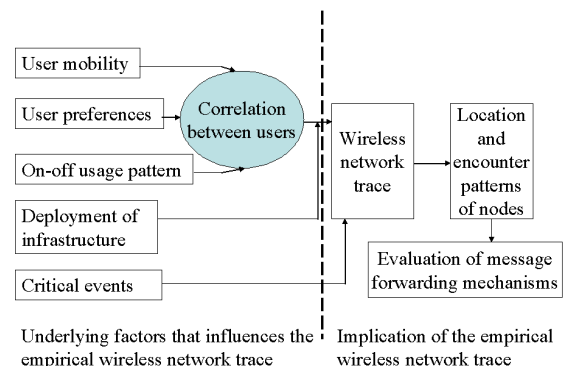 User mobility
User preferences
On-off usage pattern
Deployment of
infrastructure
Critical events
Correlation
between users
Wireless
network
trace
Location
and
encounter
patterns
of nodes
Evaluation of message
forwarding mechanisms
Underlying factors that influences the
empirical wireless network trace
Implication of the empirical
wireless network trace